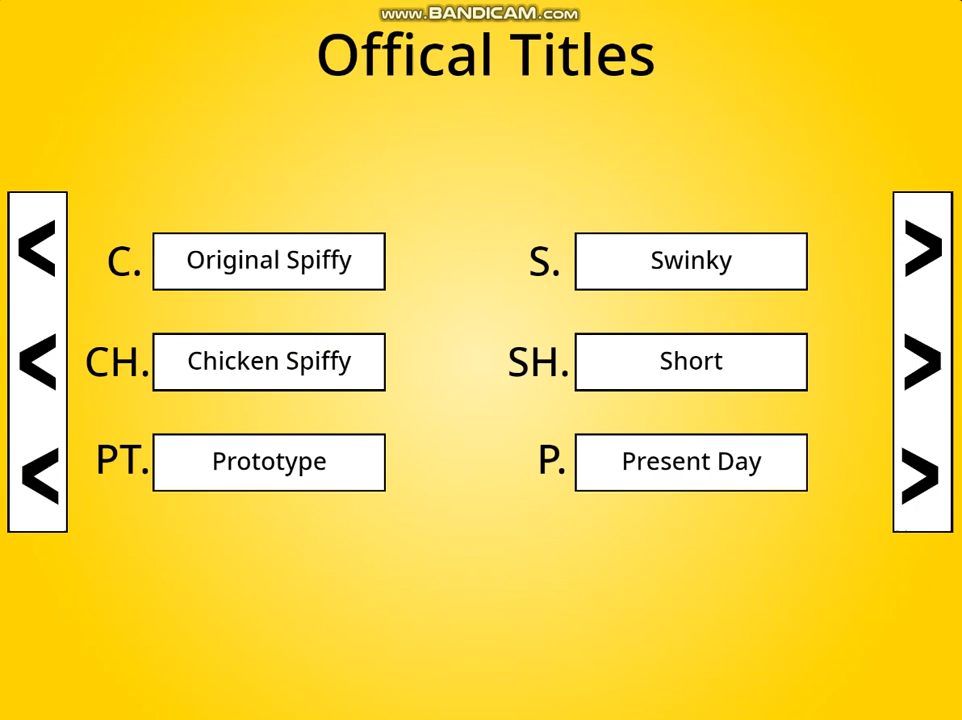 www.BANDICAM.com
Offical Titles
C. Original Spiffy
S. Swinky
CH. Chicken Spiffy
SH. Short
PT. Prototype
P. Present Day
< >
< >
< >